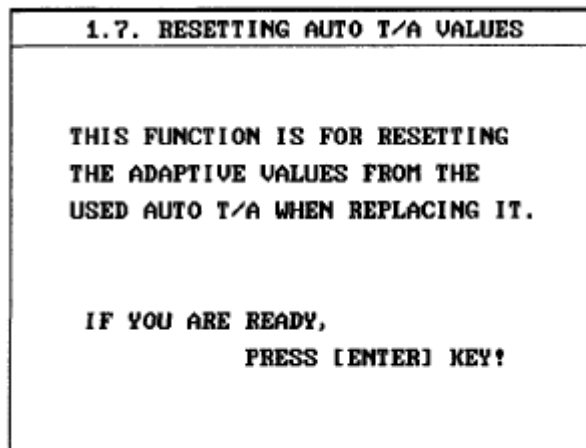 1.7. RESETTING AUTO T/A VALUES
THIS FUNCTION IS FOR RESETTING
THE ADAPTIVE VALUES FROM THE
USED AUTO T/A WHEN REPLACING IT.
IF YOU ARE READY,
PRESS [ENTER] KEY!